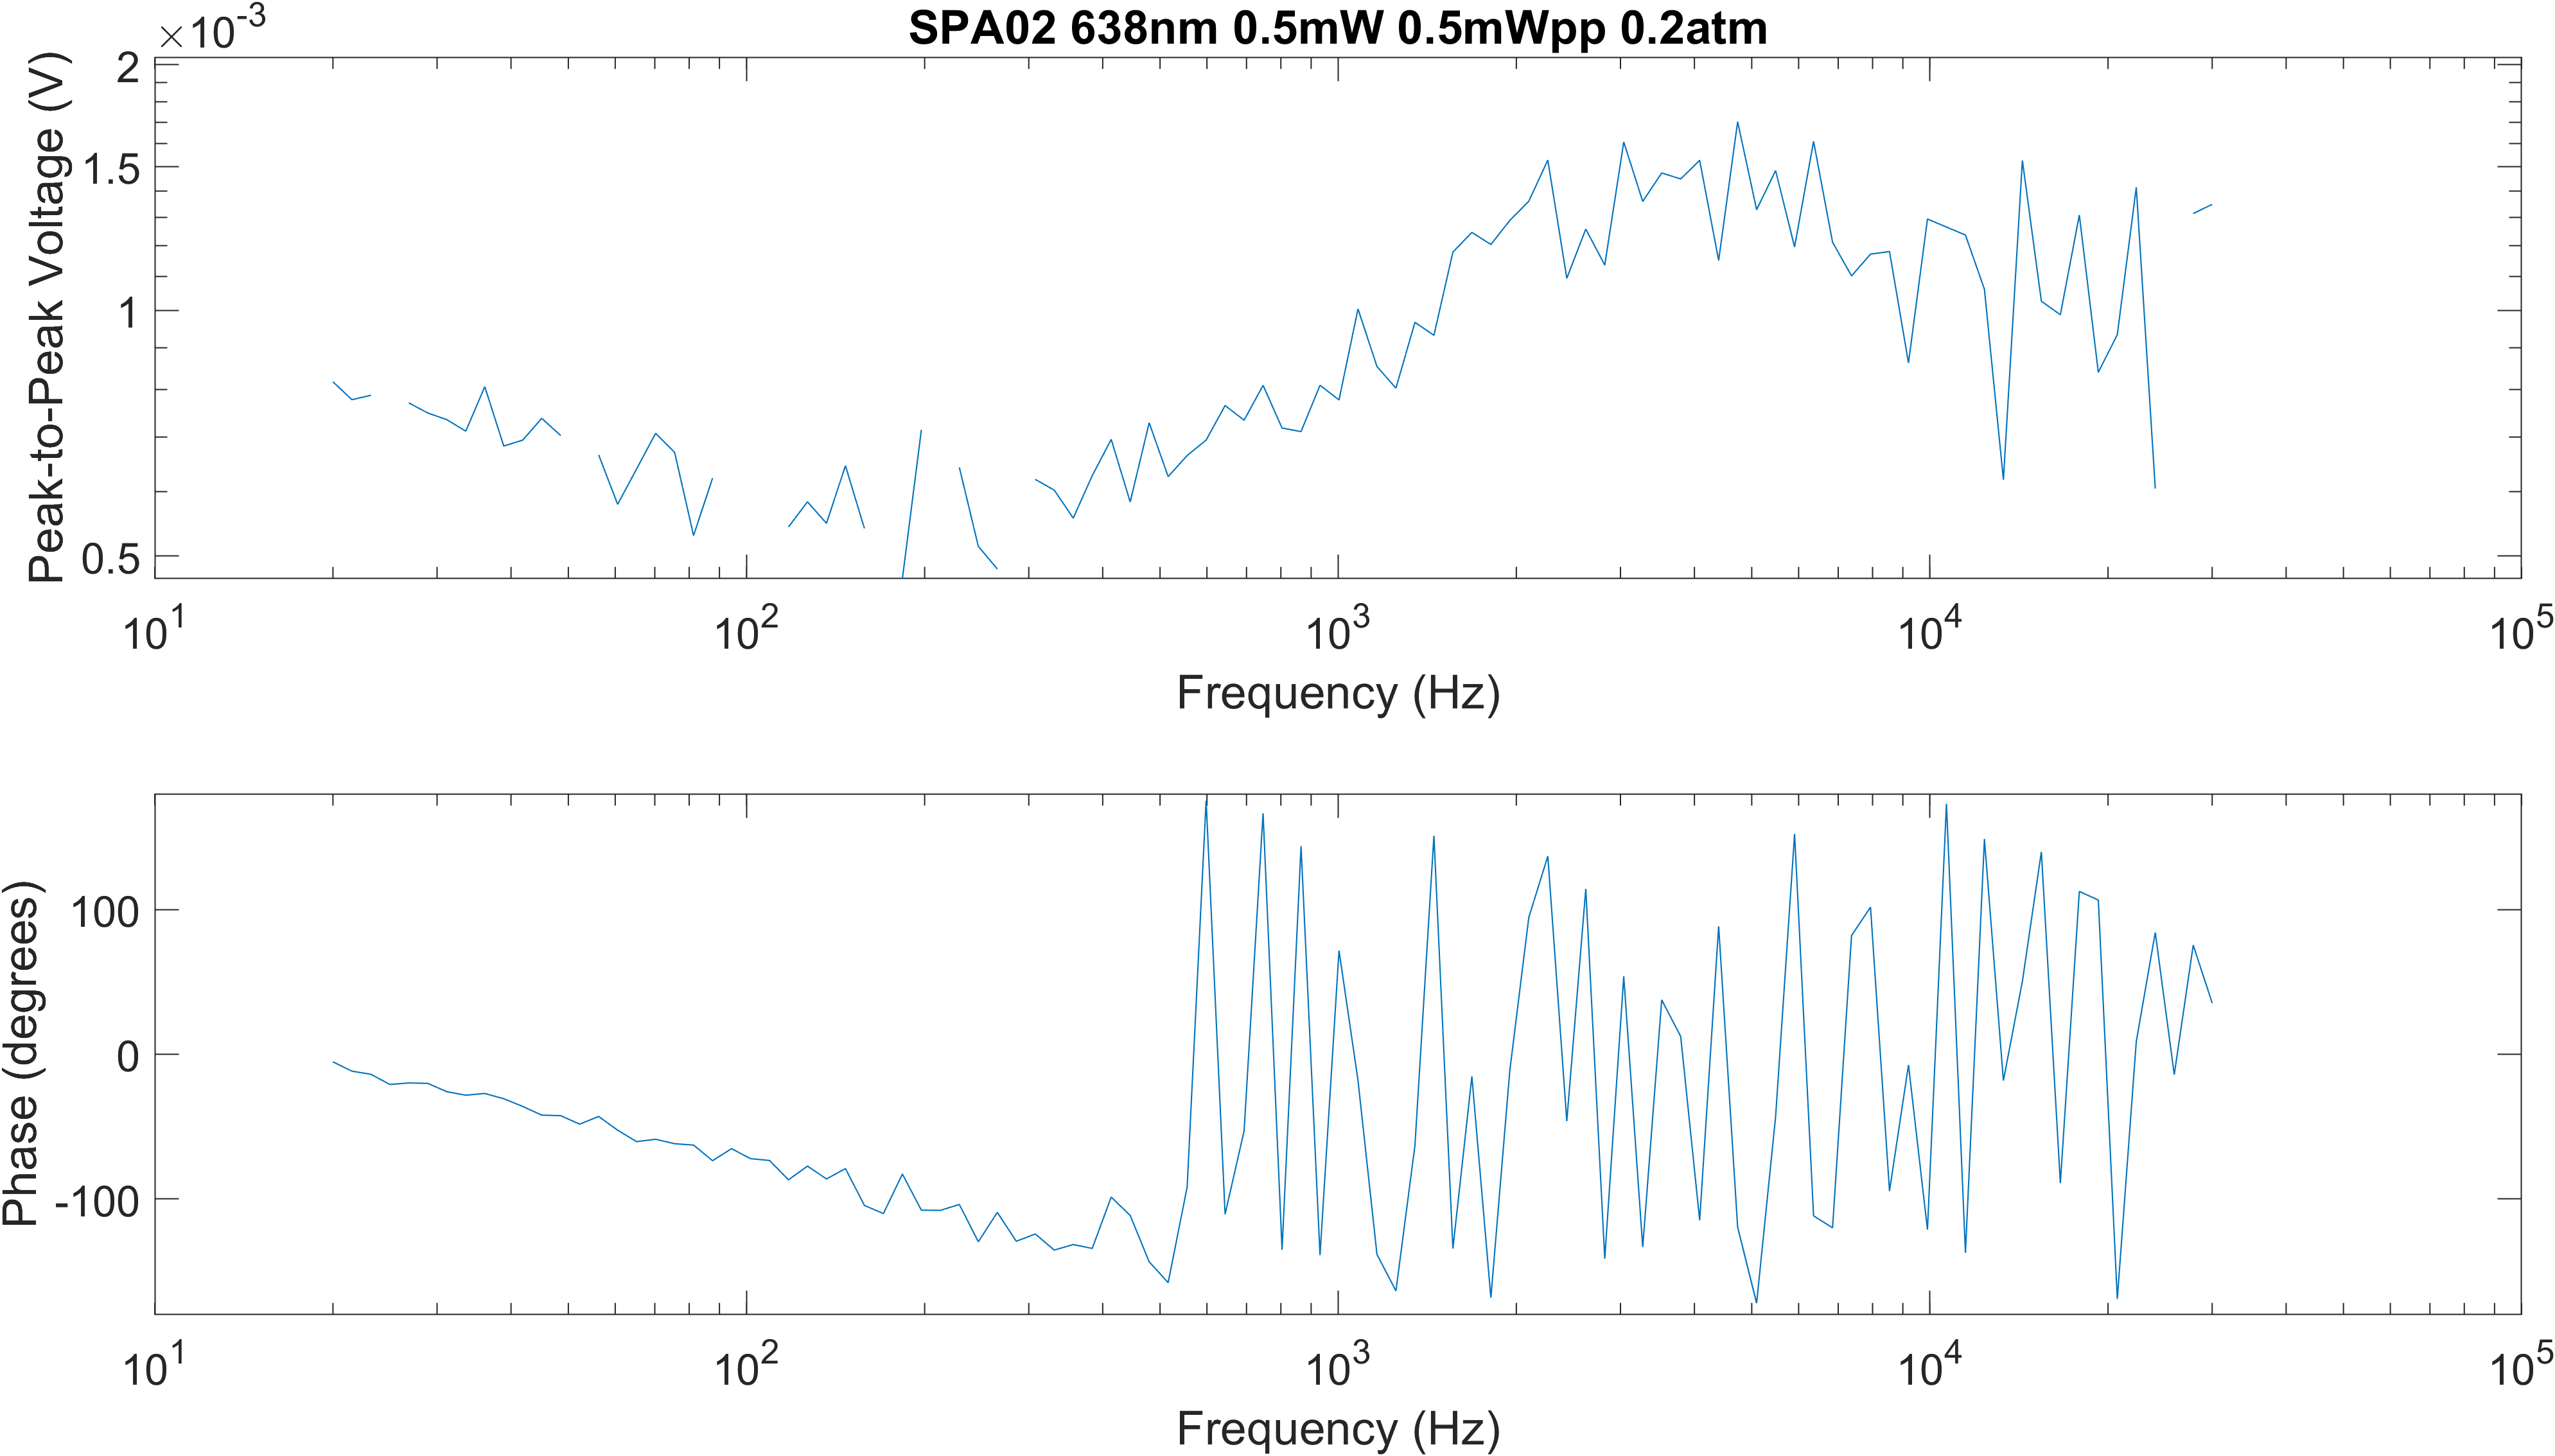 SPA02 638nm 0.5mW 0.5mWpp 0.2atm
×10⁻³
Peak-to-Peak Voltage (V)
2
1.5
1
0.5
10¹ 10² 10³ 10⁴ 10⁵
Frequency (Hz)
Phase (degrees)
100
0
-100
10¹ 10² 10³ 10⁴ 10⁵
Frequency (Hz)